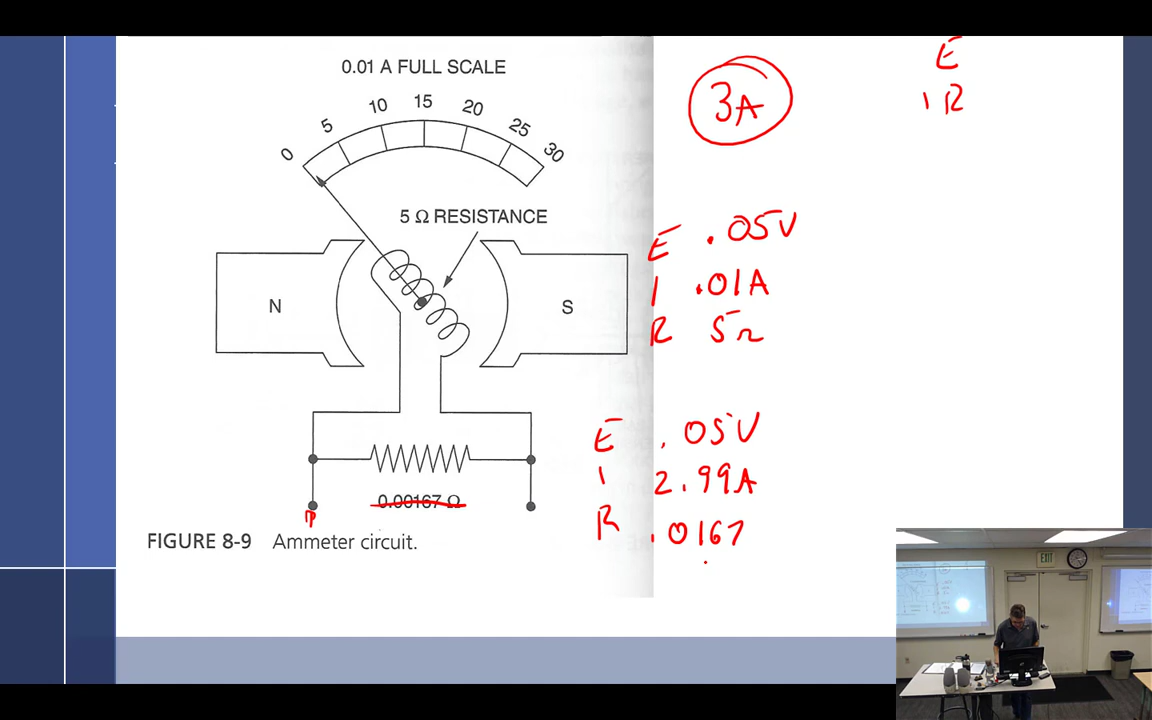 0.01 A FULL SCALE
0 5 10 15 20 25 30
3A
E
I R
5 Ω RESISTANCE
N
S
E .05V
I .01A
R 5Ω
E .05V
I 2.99A
R .0167
0.00167 Ω
FIGURE 8-9 Ammeter circuit.
EXIT